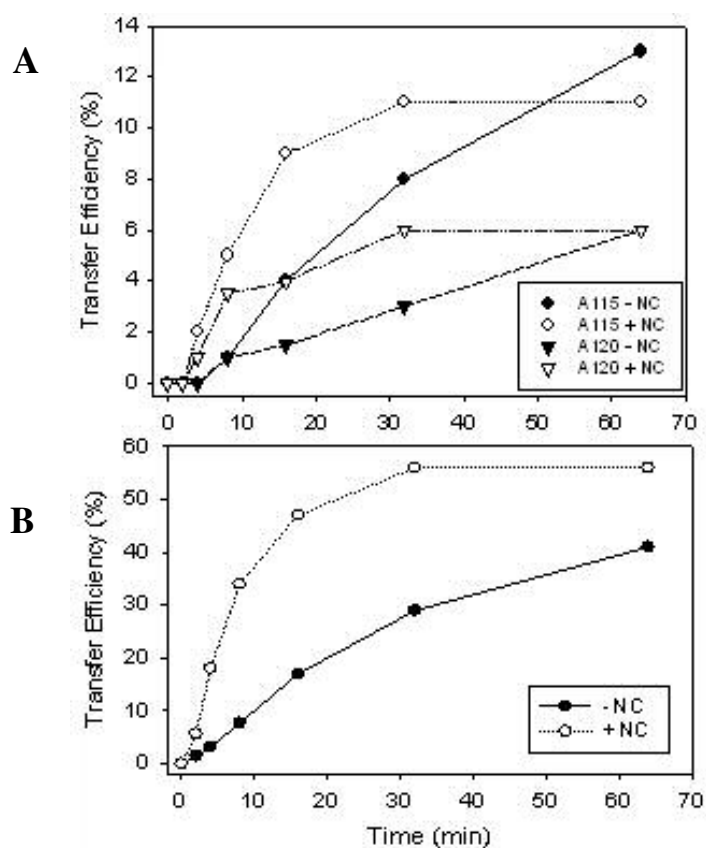 A
Transfer Efficiency (%)
14
12
10
8
6
4
2
0
A115 - NC
A115 + NC
A120 - NC
A120 + NC
0 10 20 30 40 50 60 70
B
Transfer Efficiency (%)
60
50
40
30
20
10
0
- NC
+ NC
0 10 20 30 40 50 60 70
Time (min)